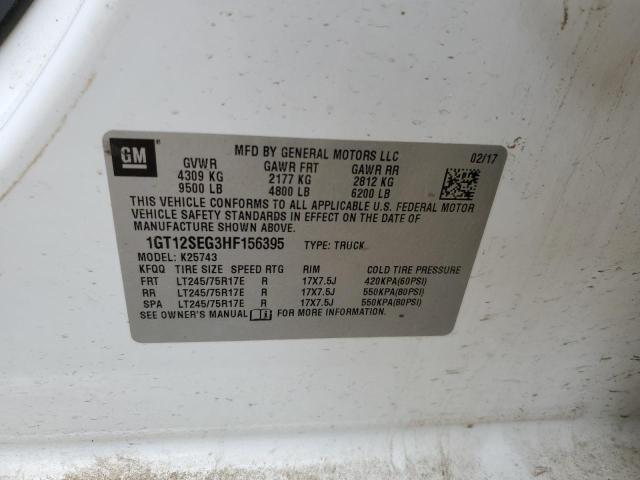 GM
MFD BY GENERAL MOTORS LLC 02/17
GVWR GAWR FRT GAWR RR
4309 KG 2177 KG 2812 KG
9500 LB 4800 LB 6200 LB
THIS VEHICLE CONFORMS TO ALL APPLICABLE U.S. FEDERAL MOTOR
VEHICLE SAFETY STANDARDS IN EFFECT ON THE DATE OF
MANUFACTURE SHOWN ABOVE.
1GT12SEG3HF156395 TYPE: TRUCK
MODEL: K25743
KFQQ TIRE SIZE SPEED RTG RIM COLD TIRE PRESSURE
FRT LT245/75R17E R 17X7.5J 420KPA(60PSI)
RR LT245/75R17E R 17X7.5J 550KPA(80PSI)
SPA LT245/75R17E R 17X7.5J 550KPA(80PSI)
SEE OWNER'S MANUAL FOR MORE INFORMATION.